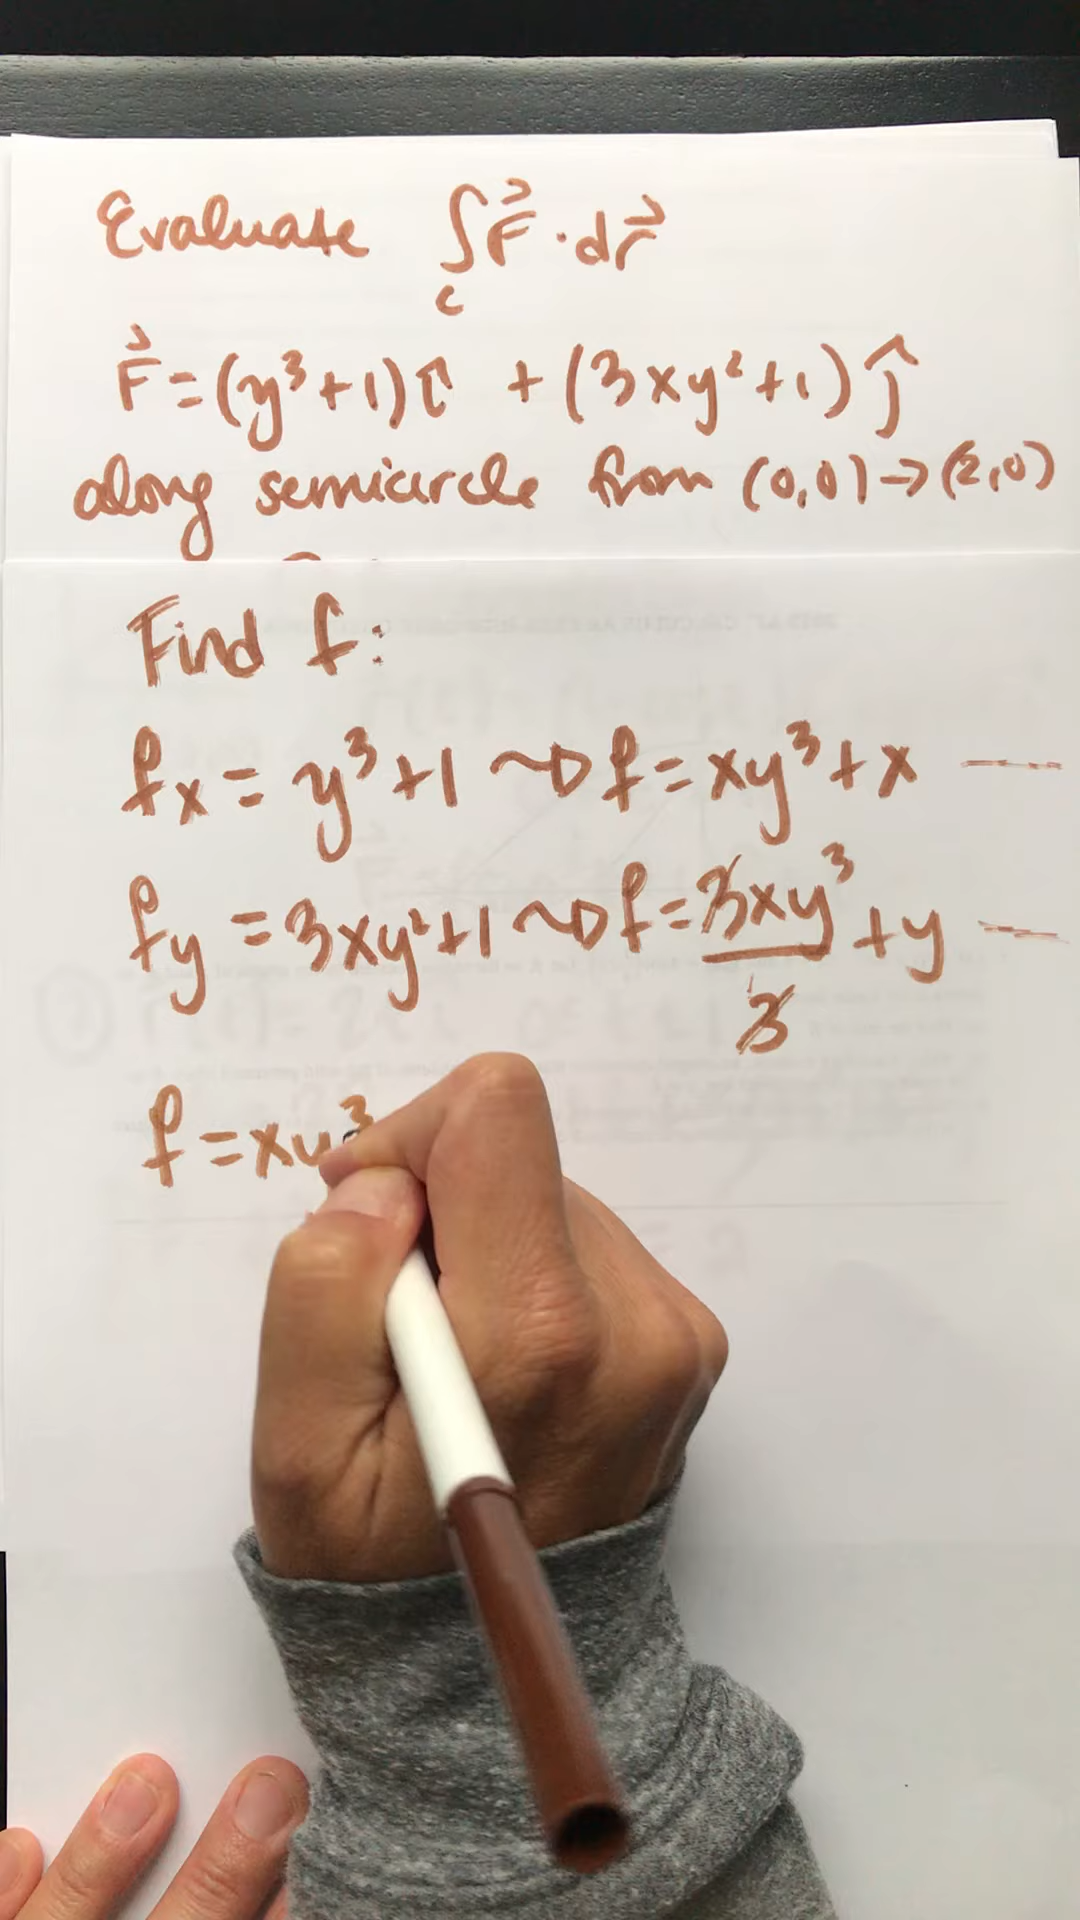 Evaluate ∫_C F⃗ · dr⃗
F⃗ = (y³+1)î + (3xy²+1)ĵ
along semicircle from (0,0)→(2,0)
Find f:
fx = y³+1 ~> f = xy³+x
fy = 3xy²+1 ~> f = 3xy³/3 + y
f = xy³